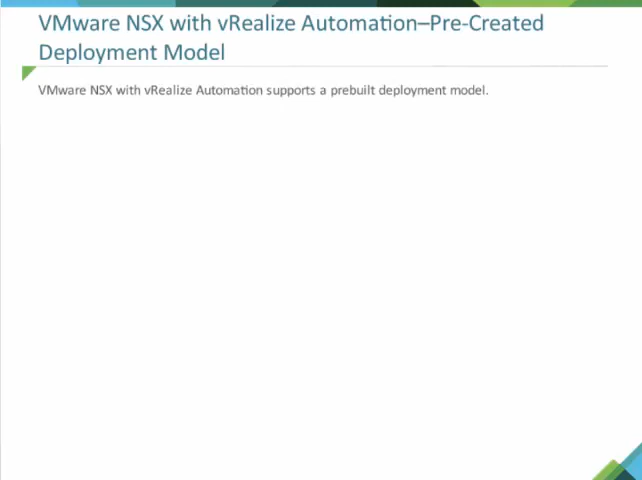 VMware NSX with vRealize Automation–Pre-Created
Deployment Model
VMware NSX with vRealize Automation supports a prebuilt deployment model.